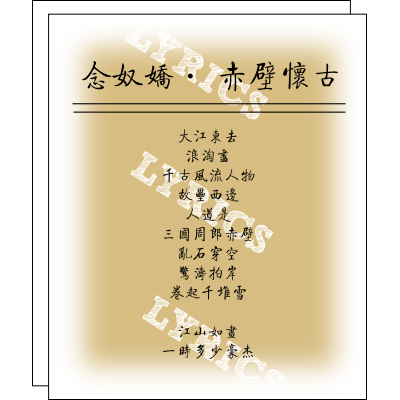 LYRICS
念奴嬌・赤壁懷古
大江東去
浪淘盡
千古風流人物
LYRICS
故壘西邊
人道是
三國周郎赤壁
亂石穿空
驚濤拍岸
卷起千堆雪
LYRICS
江山如畫
一時多少豪杰